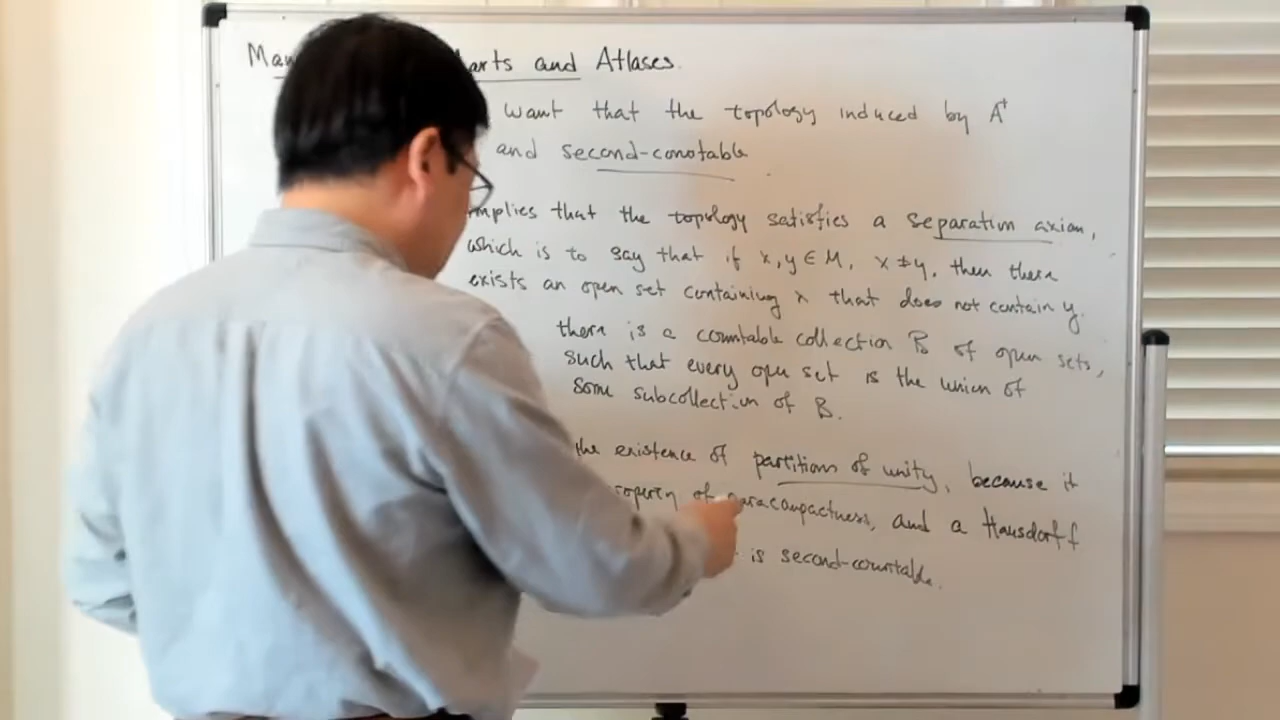 Man arts and Atlases.
want that the topology induced by A⁺
and second-countable
implies that the topology satisfies a separation axiom,
which is to say that if x, y ∈ M, x ≠ y, then there
exists an open set containing x that does not contain y.
there is a countable collection B of open sets,
such that every open set is the union of
some subcollection of B.
the existence of partitions of unity, because it
roperty of paracompactness, and a Hausdorff
is second-countable.